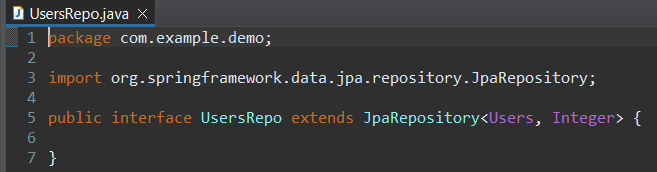 UsersRepo.java
1 package com.example.demo;
2
3 import org.springframework.data.jpa.repository.JpaRepository;
4
5 public interface UsersRepo extends JpaRepository<Users, Integer> {
6
7 }